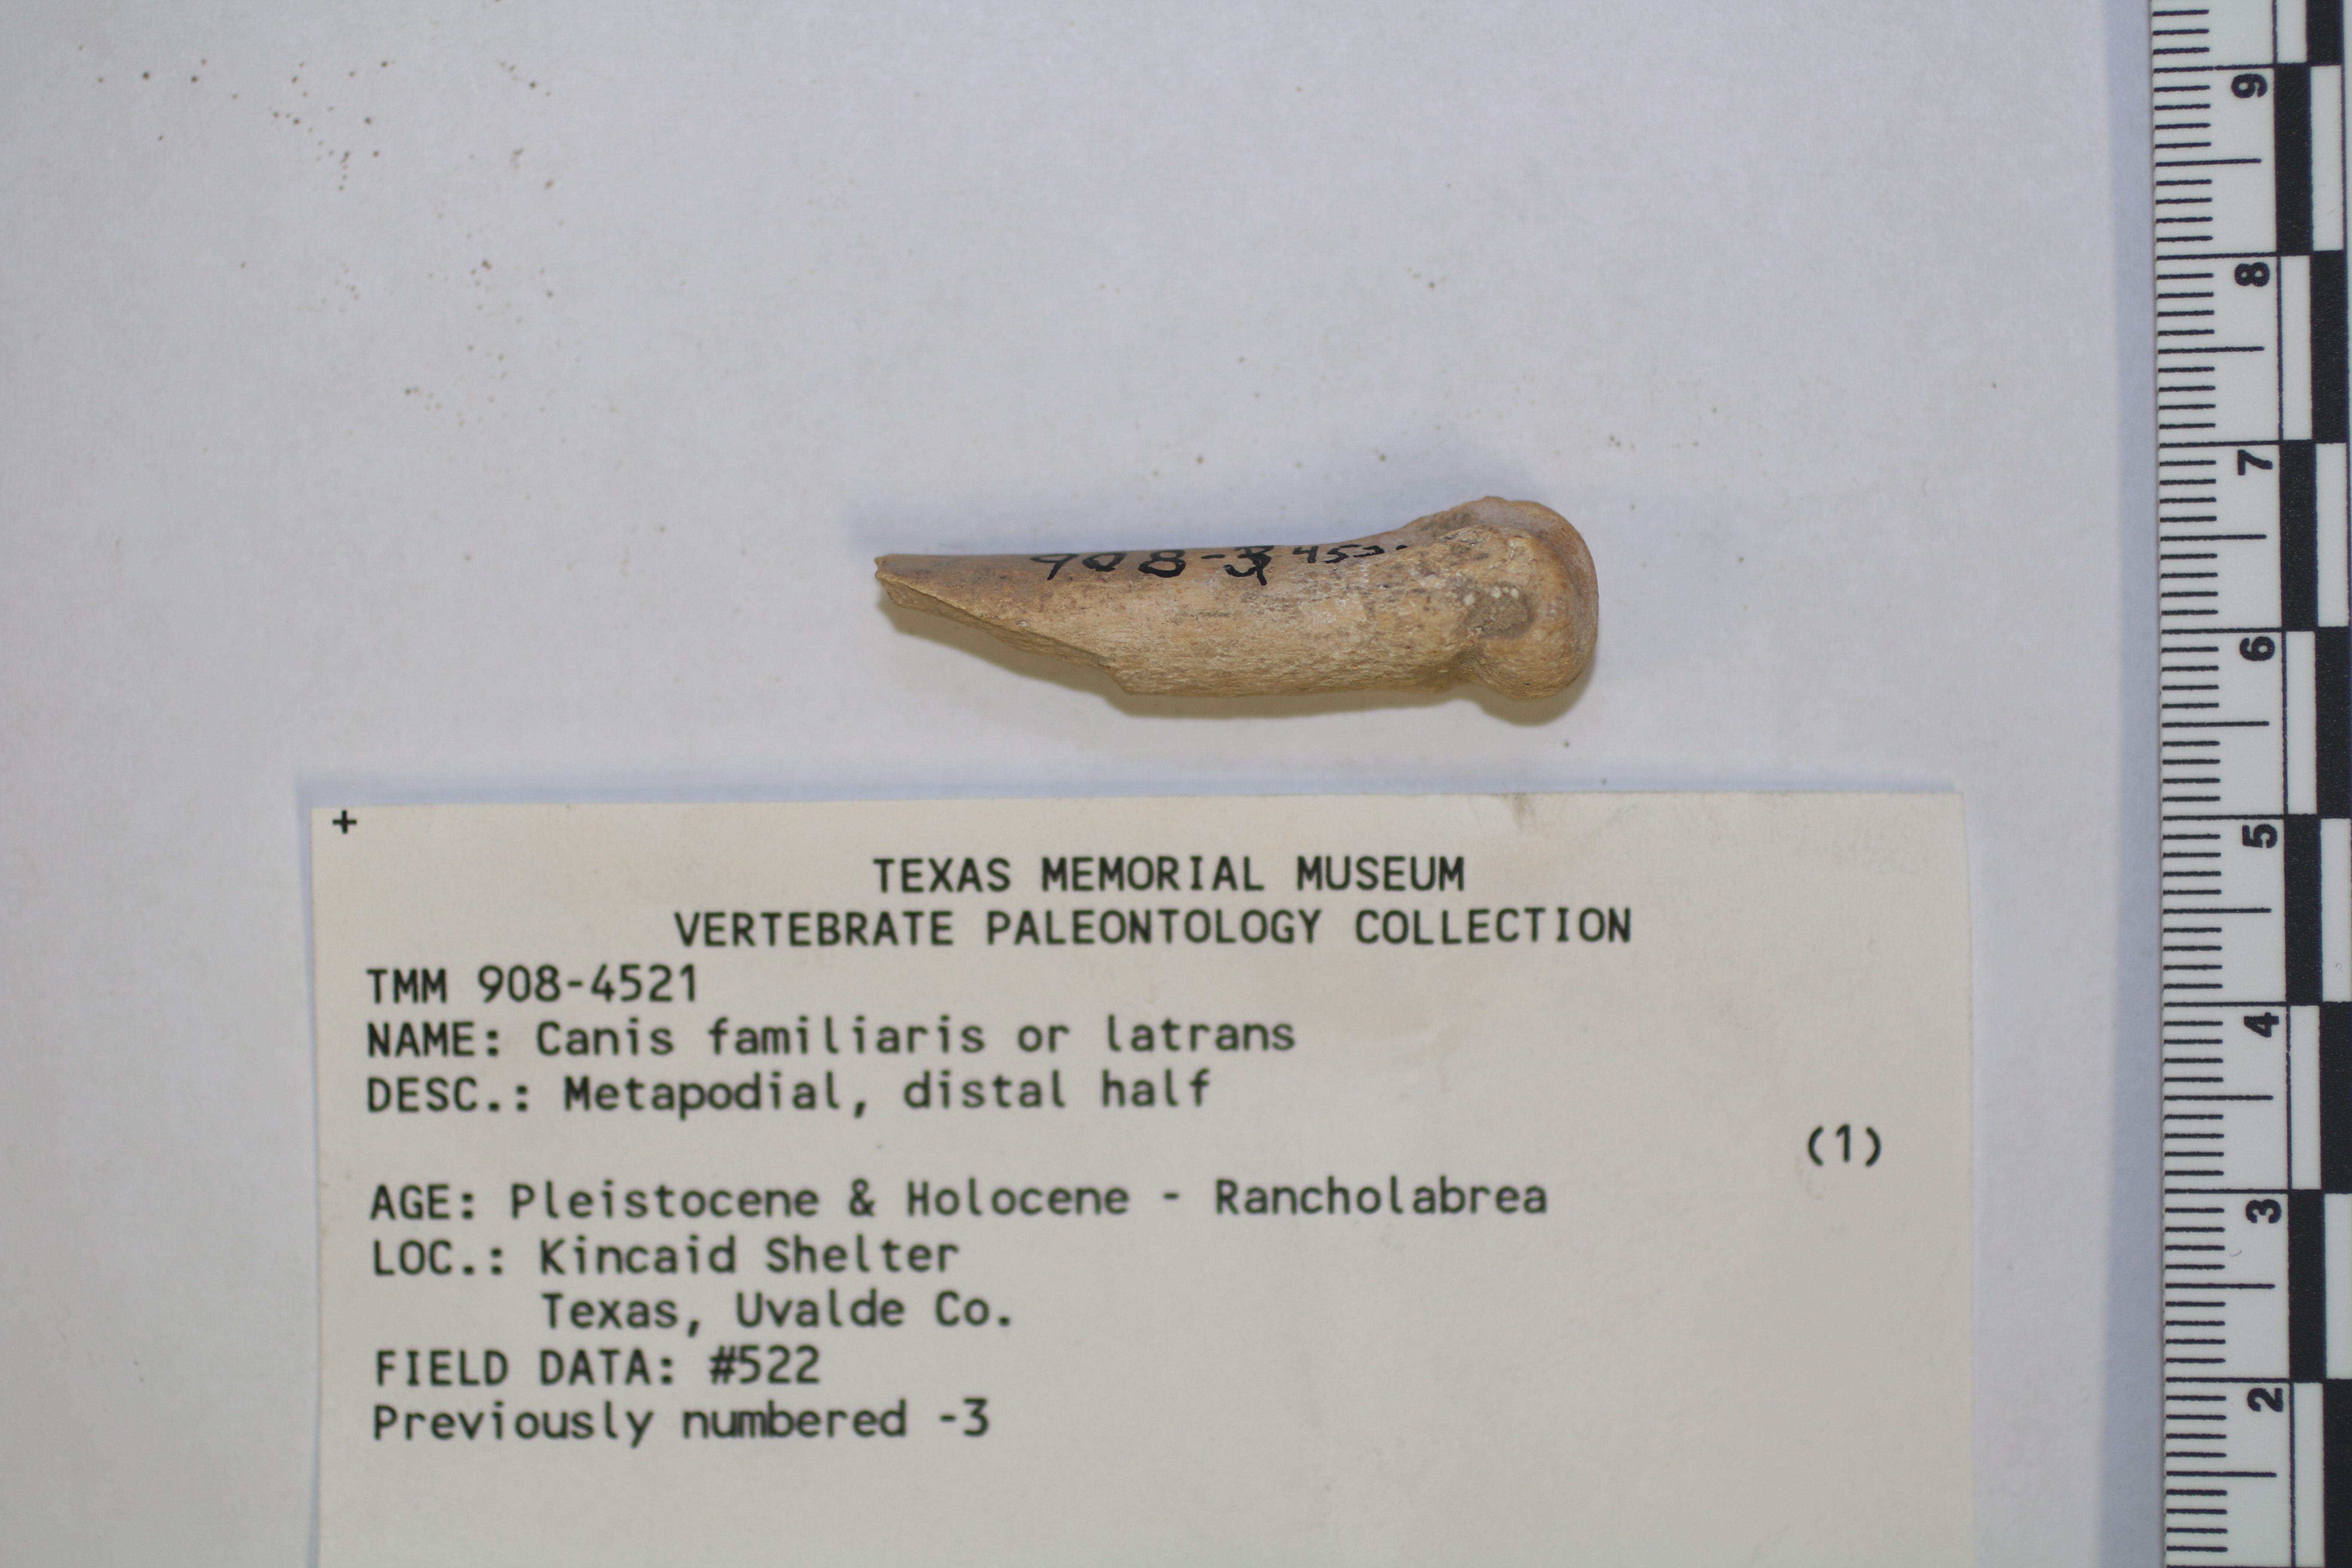 908-3 452
+
TEXAS MEMORIAL MUSEUM
VERTEBRATE PALEONTOLOGY COLLECTION
TMM 908-4521
NAME: Canis familiaris or latrans
DESC.: Metapodial, distal half
(1)
AGE: Pleistocene & Holocene - Rancholabrea
LOC.: Kincaid Shelter
Texas, Uvalde Co.
FIELD DATA: #522
Previously numbered -3
9
8
7
6
5
4
3
2